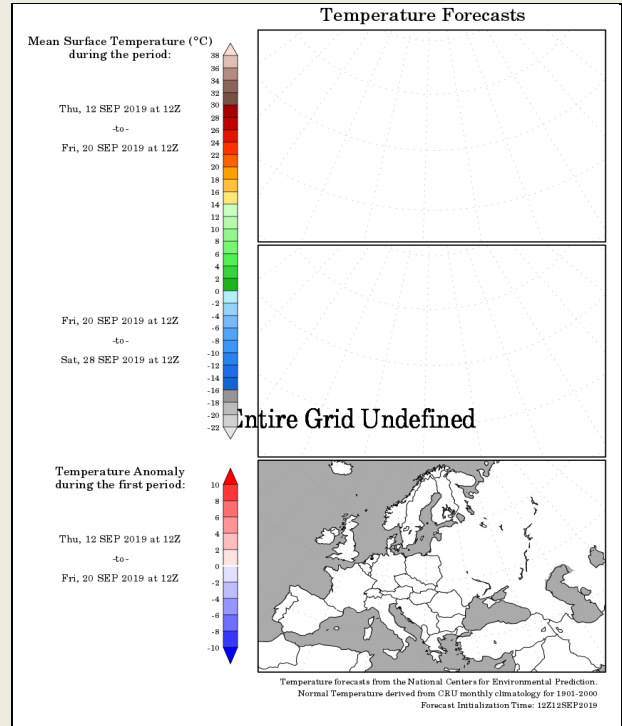 Temperature Forecasts
Mean Surface Temperature (°C)
during the period:
38
36
34
32
30
28
26
24
22
20
18
16
14
12
10
8
6
4
2
0
-2
-4
-6
-8
-10
-12
-14
-16
-18
-20
-22
Thu, 12 SEP 2019 at 12Z
-to-
Fri, 20 SEP 2019 at 12Z
Fri, 20 SEP 2019 at 12Z
-to-
Sat, 28 SEP 2019 at 12Z
Entire Grid Undefined
Temperature Anomaly
during the first period:
10
8
6
4
2
0
-2
-4
-6
-8
-10
Thu, 12 SEP 2019 at 12Z
-to-
Fri, 20 SEP 2019 at 12Z
Temperature forecasts from the National Centers for Environmental Prediction.
Normal Temperature derived from CRU monthly climatology for 1901-2000
Forecast Initialization Time: 12Z12SEP2019